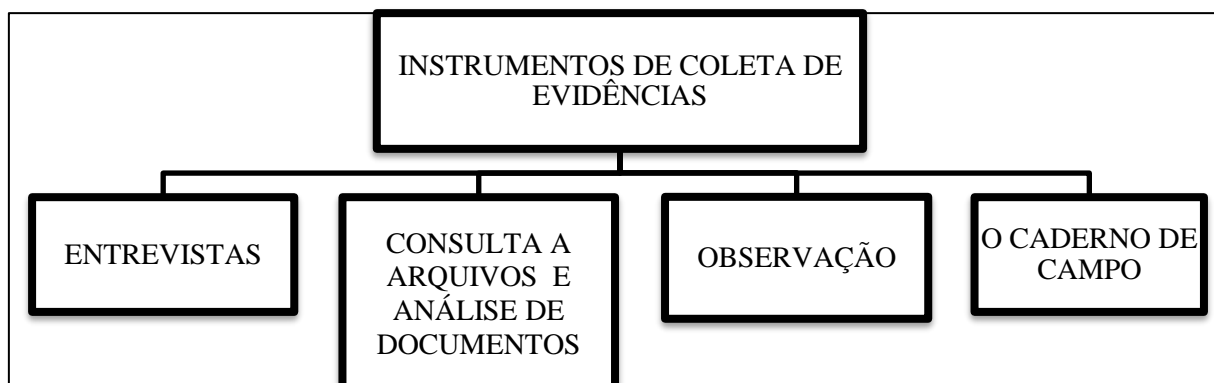 INSTRUMENTOS DE COLETA DE
EVIDÊNCIAS
ENTREVISTAS
CONSULTA A
ARQUIVOS E
ANÁLISE DE
DOCUMENTOS
OBSERVAÇÃO
O CADERNO DE
CAMPO